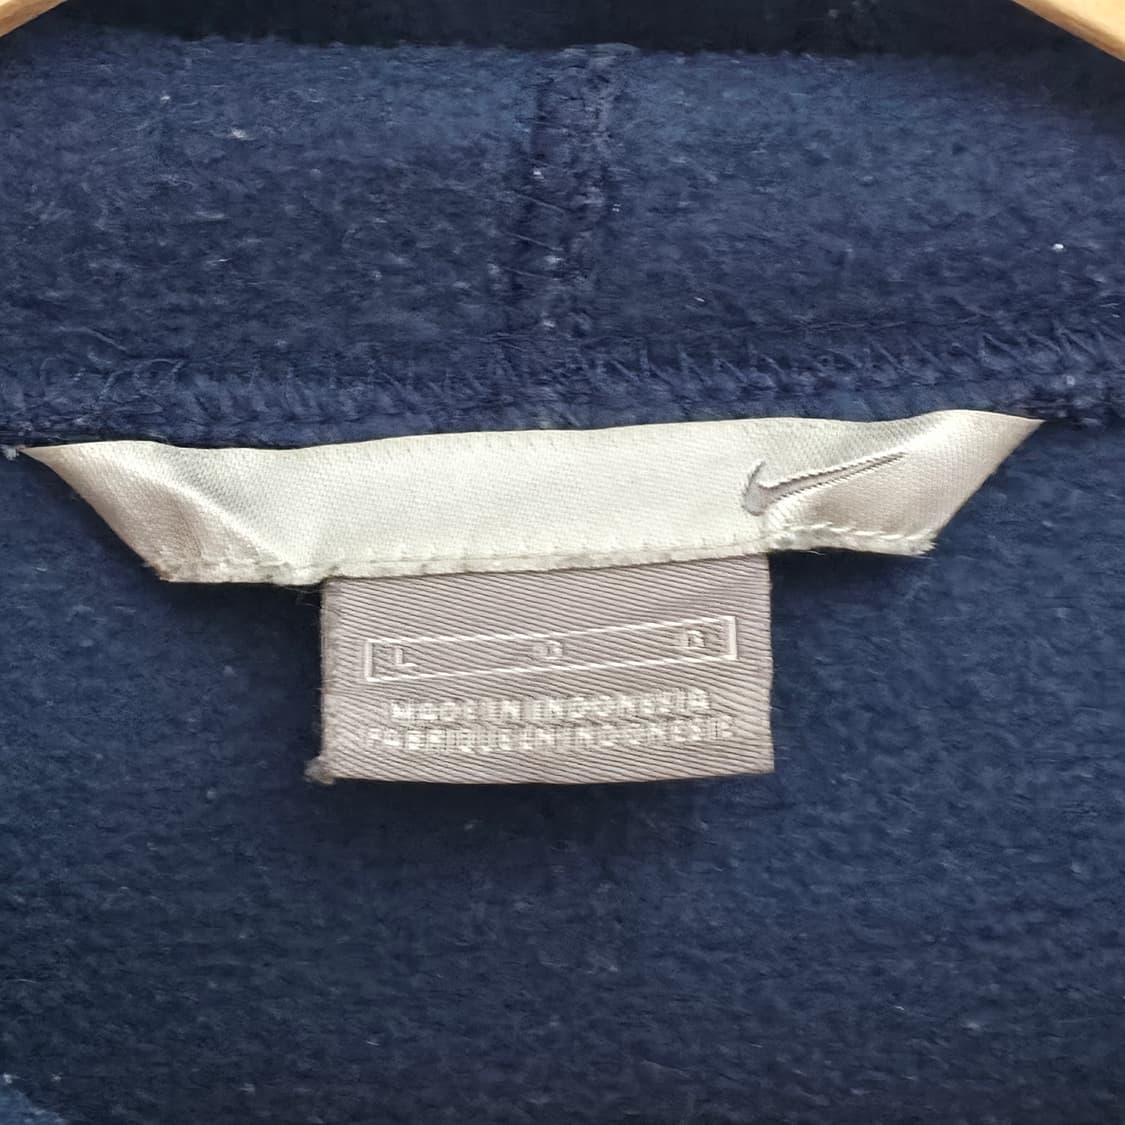 L G G
MADE IN INDONESIA
FABRIQUE EN INDONESIE